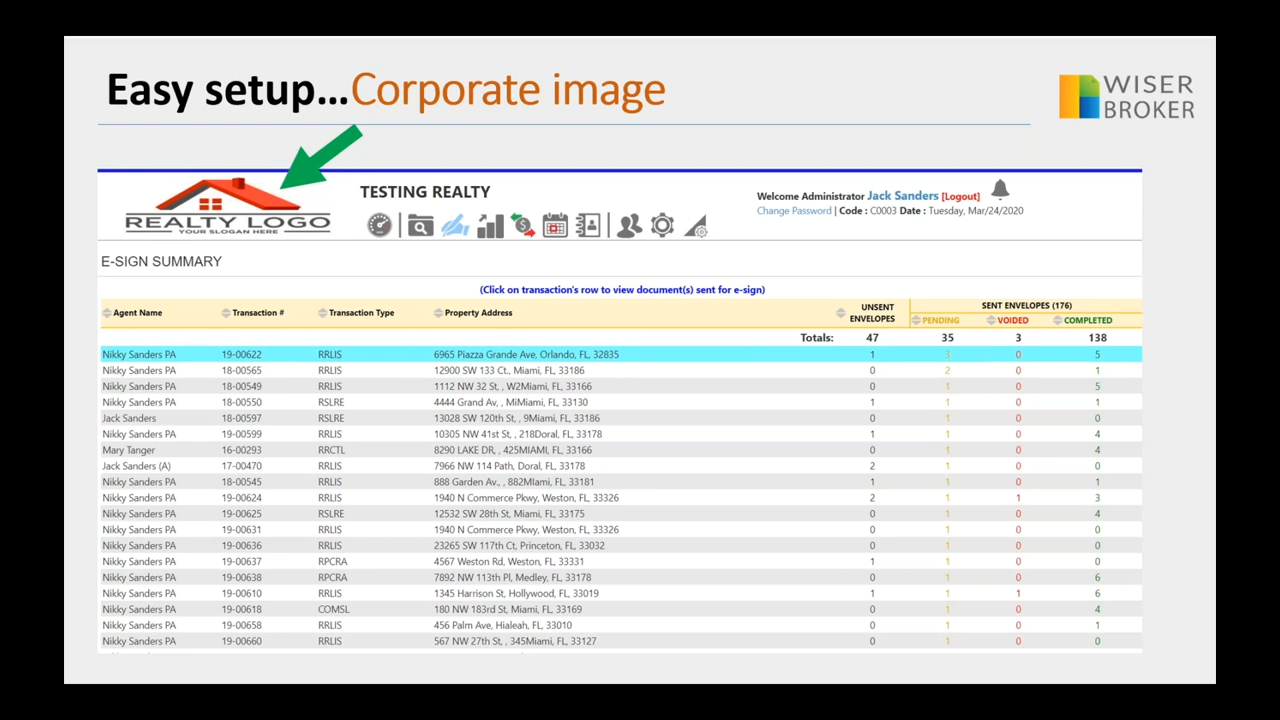 Easy setup...Corporate image
WISER
BROKER
REALTY LOGO
YOUR SLOGAN HERE
TESTING REALTY
Welcome Administrator Jack Sanders [Logout]
Change Password | Code : C0003 Date : Tuesday, Mar/24/2020
E-SIGN SUMMARY
(Click on transaction's row to view document(s) sent for e-sign)
Agent Name Transaction # Transaction Type Property Address UNSENT ENVELOPES SENT ENVELOPES (176)
PENDING VOIDED COMPLETED
Totals: 47 35 3 138
Nikky Sanders PA 19-00622 RRLIS 6965 Piazza Grande Ave, Orlando, FL, 32835 1 3 0 5
Nikky Sanders PA 18-00565 RRLIS 12900 SW 133 Ct., Miami, FL, 33186 0 2 0 1
Nikky Sanders PA 18-00549 RRLIS 1112 NW 32 St, , W2Miami, FL, 33166 0 1 0 5
Nikky Sanders PA 18-00550 RSLRE 4444 Grand Av, , MiMiami, FL, 33130 1 1 0 1
Jack Sanders 18-00597 RSLRE 13028 SW 120th St, , 9Miami, FL, 33186 0 1 0 0
Nikky Sanders PA 19-00599 RRLIS 10305 NW 41st St, , 218Doral, FL, 33178 1 1 0 4
Mary Tanger 16-00293 RRCTL 8290 LAKE DR, , 425MIAMI, FL, 33166 0 1 0 4
Jack Sanders (A) 17-00470 RRLIS 7966 NW 114 Path, Doral, FL, 33178 2 1 0 0
Nikky Sanders PA 18-00545 RRLIS 888 Garden Av., , 882MIami, FL, 33181 1 1 0 1
Nikky Sanders PA 19-00624 RRLIS 1940 N Commerce Pkwy, Weston, FL, 33326 2 1 1 3
Nikky Sanders PA 19-00625 RSLRE 12532 SW 28th St, Miami, FL, 33175 0 1 0 4
Nikky Sanders PA 19-00631 RRLIS 1940 N Commerce Pkwy, Weston, FL, 33326 0 1 0 0
Nikky Sanders PA 19-00636 RRLIS 23265 SW 117th Ct, Princeton, FL, 33032 0 1 0 0
Nikky Sanders PA 19-00637 RPCRA 4567 Weston Rd, Weston, FL, 33331 1 1 0 0
Nikky Sanders PA 19-00638 RPCRA 7892 NW 113th Pl, Medley, FL, 33178 0 1 0 6
Nikky Sanders PA 19-00610 RRLIS 1345 Harrison St, Hollywood, FL, 33019 1 1 1 6
Nikky Sanders PA 19-00618 COMSL 180 NW 183rd St, Miami, FL, 33169 0 1 0 4
Nikky Sanders PA 19-00658 RRLIS 456 Palm Ave, Hialeah, FL, 33010 0 1 0 1
Nikky Sanders PA 19-00660 RRLIS 567 NW 27th St, , 345Miami, FL, 33127 0 1 0 0